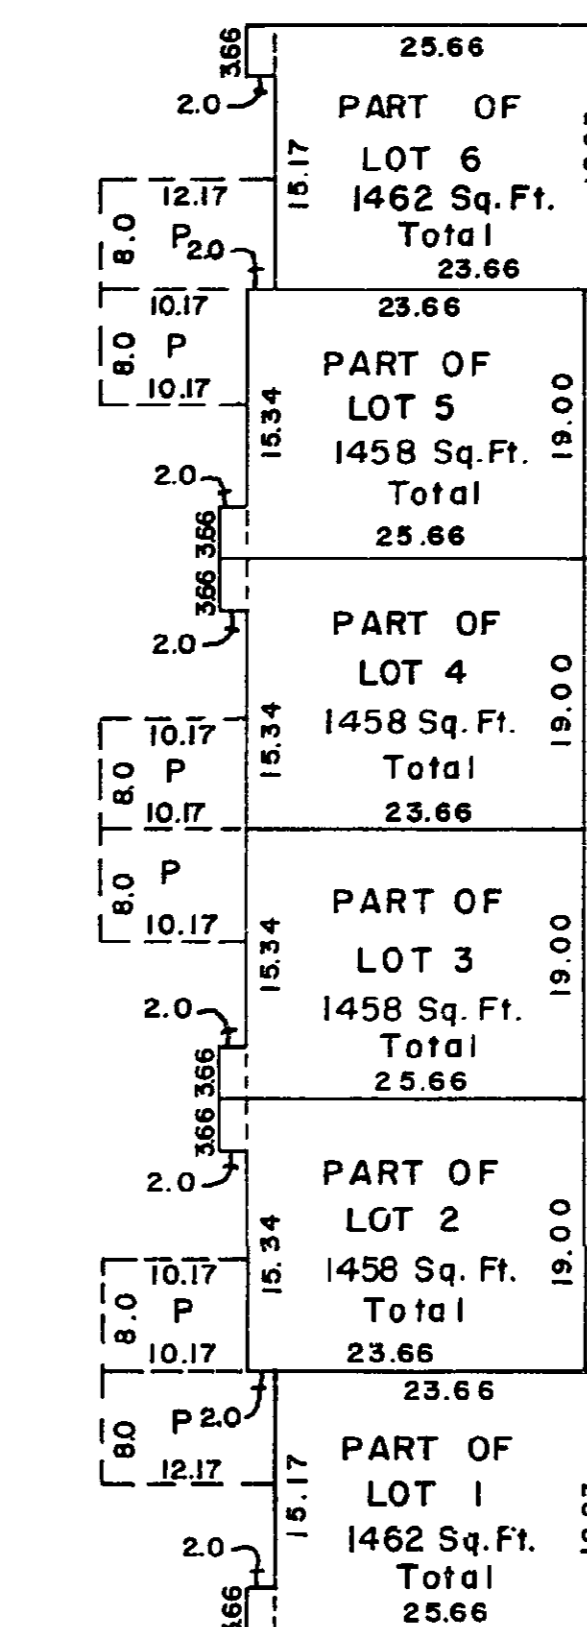 3.66
25.66
2.0
PART OF
LOT 6
15.17
1462 Sq.Ft.
Total
12.17
8.0
P
2.0
23.66
10.17
23.66
8.0
P
10.17
PART OF
LOT 5
15.34
19.00
1458 Sq.Ft.
Total
2.0
3.66
25.66
3.66
2.0
PART OF
LOT 4
15.34
19.00
1458 Sq.Ft.
Total
10.17
8.0
P
10.17
23.66
P
8.0
10.17
PART OF
LOT 3
15.34
19.00
1458 Sq.Ft.
Total
2.0
3.66
25.66
3.66
2.0
PART OF
LOT 2
15.34
19.00
1458 Sq. Ft.
Total
10.17
8.0
P
10.17
23.66
23.66
8.0
P
2.0
12.17
PART OF
LOT 1
15.17
1462 Sq.Ft.
Total
2.0
25.66